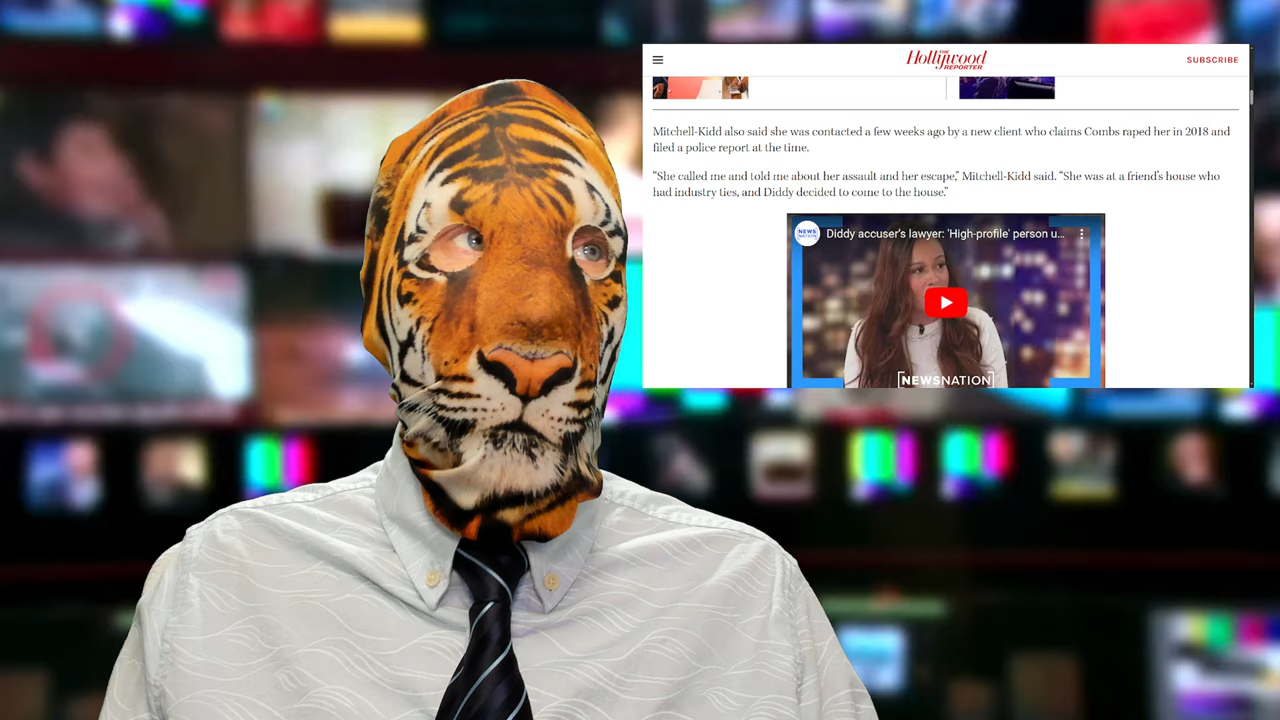 THE
Hollywood
REPORTER
SUBSCRIBE
Mitchell-Kidd also said she was contacted a few weeks ago by a new client who claims Combs raped her in 2018 and
filed a police report at the time.
“She called me and told me about her assault and her escape,” Mitchell-Kidd said. “She was at a friend’s house who
had industry ties, and Diddy decided to come to the house.”
NEWS
NATION
Diddy accuser's lawyer: 'High-profile' person u...
NEWSNATION